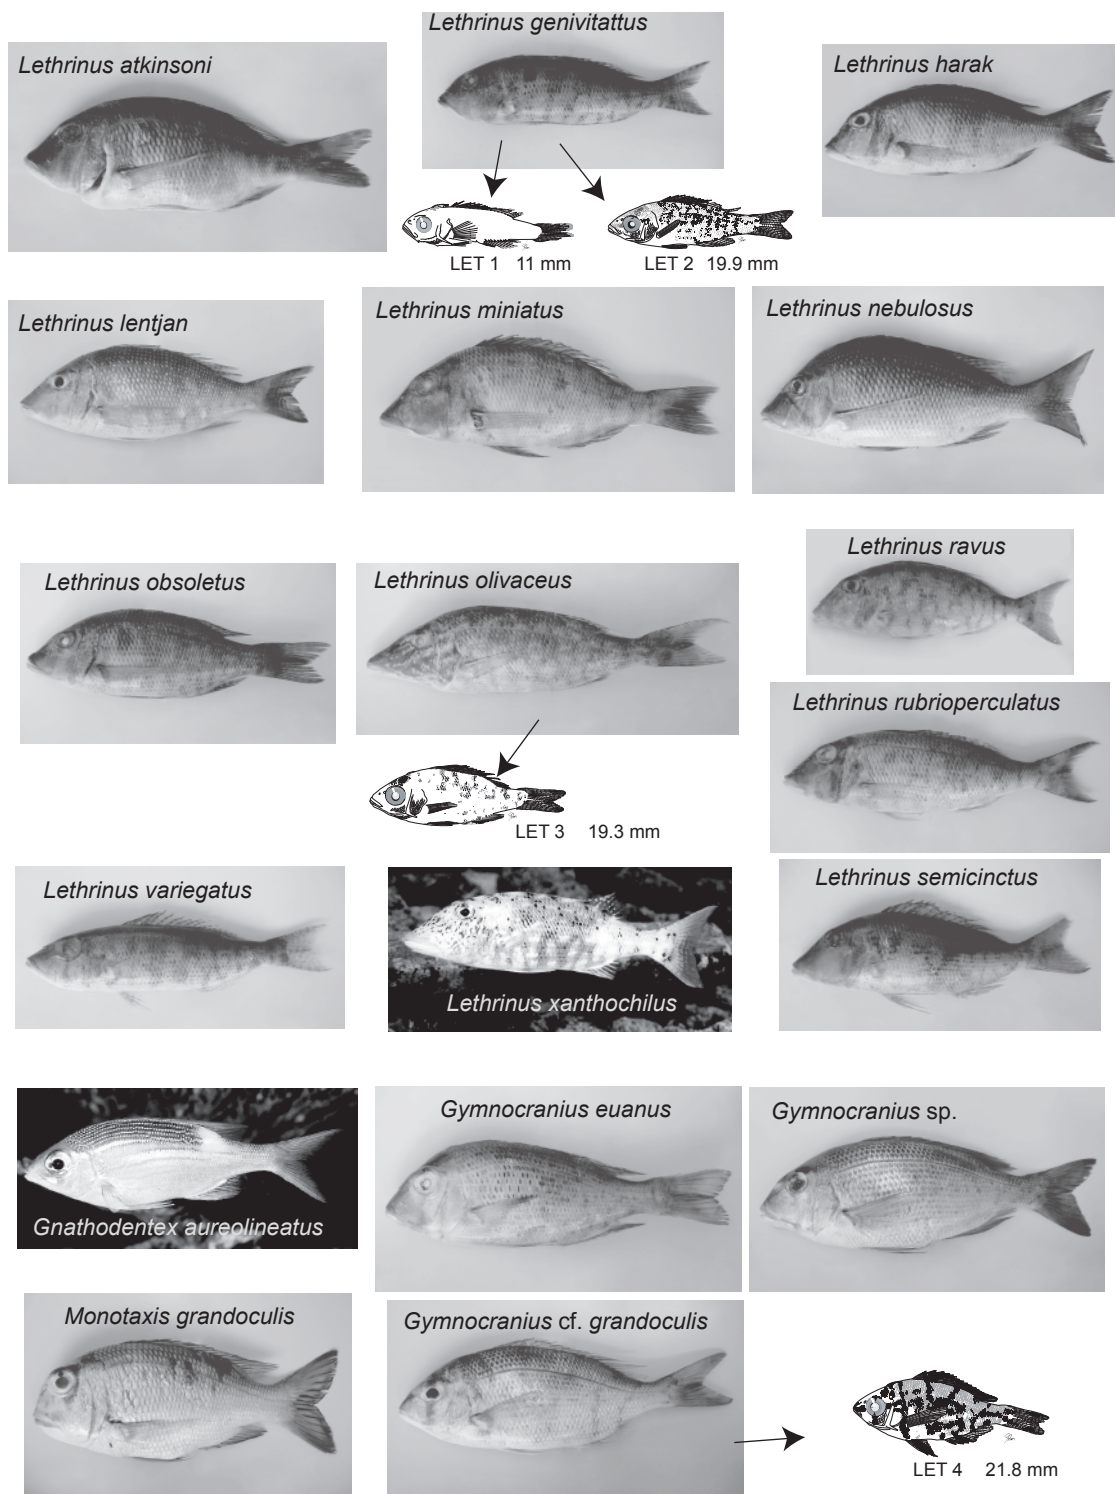 Lethrinus genivitattus
Lethrinus atkinsoni
Lethrinus harak
LET 1 11 mm
LET 2 19.9 mm
Lethrinus lentjan
Lethrinus miniatus
Lethrinus nebulosus
Lethrinus obsoletus
Lethrinus olivaceus
Lethrinus ravus
Lethrinus rubrioperculatus
LET 3 19.3 mm
Lethrinus variegatus
Lethrinus xanthochilus
Lethrinus semicinctus
Gnathodentex aureolineatus
Gymnocranius euanus
Gymnocranius sp.
Monotaxis grandoculis
Gymnocranius cf. grandoculis
LET 4 21.8 mm